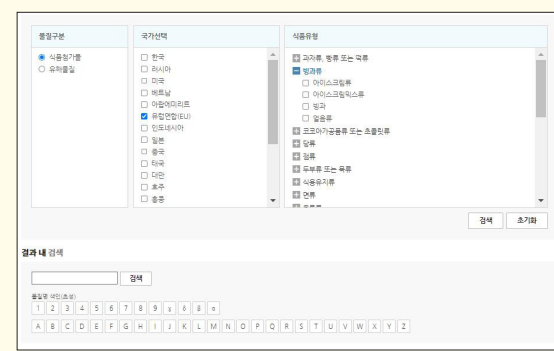 물질구분
식품첨가물
유해물질
국가선택
한국
러시아
미국
베트남
아랍에미리트
유럽연합(EU)
인도네시아
일본
중국
태국
대만
호주
홍콩
식품유형
과자류, 빵류 또는 떡류
빙과류
아이스크림류
아이스크림믹스류
빙과
얼음류
코코아가공품류 또는 초콜릿류
당류
잼류
두부류 또는 묵류
식용유지류
면류
검색 초기화
결과 내 검색
검색
물질명 색인(초성)
1 2 3 4 5 6 7 8 9
A B C D E F G H I J K L M N O P Q R S T U V W X Y Z